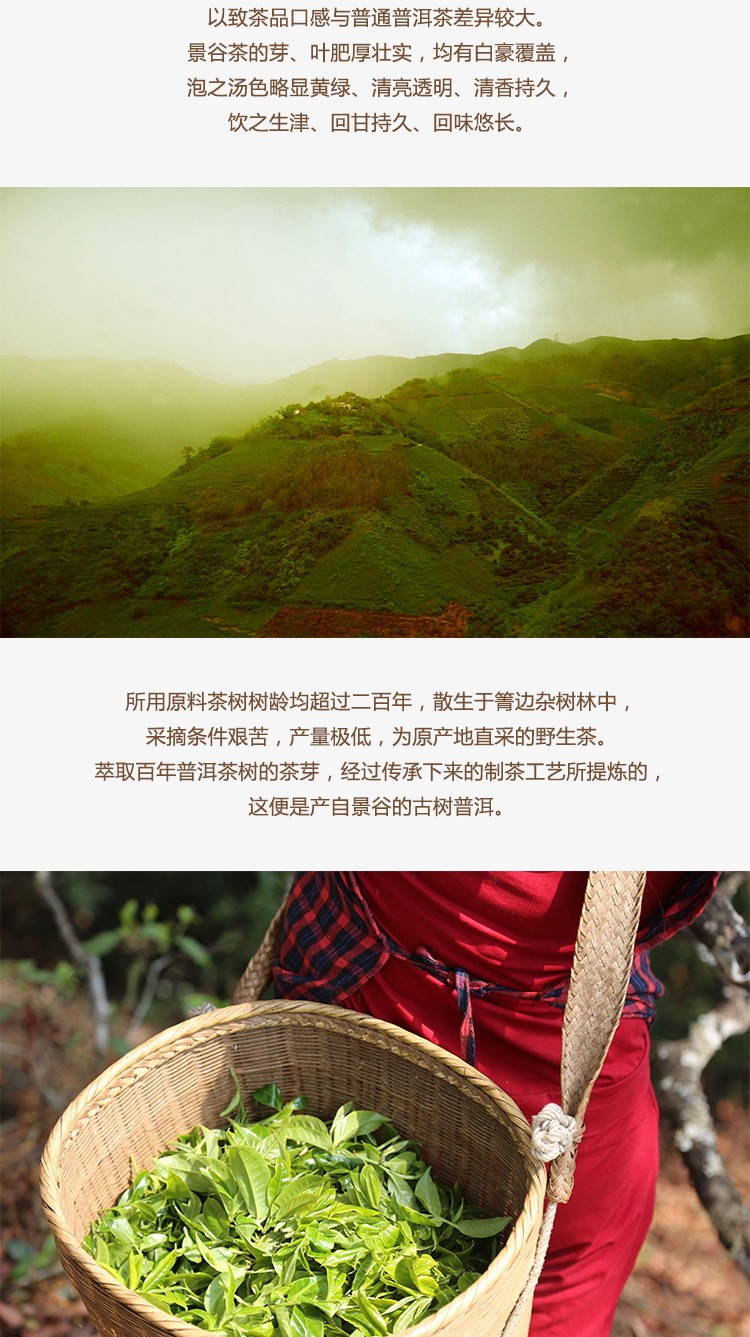 以致茶品口感与普通普洱茶差异较大。
景谷茶的芽、叶肥厚壮实，均有白豪覆盖，
泡之汤色略显黄绿、清亮透明、清香持久，
饮之生津、回甘持久、回味悠长。
所用原料茶树树龄均超过二百年，散生于箐边杂树林中，
采摘条件艰苦，产量极低，为原产地直采的野生茶。
萃取百年普洱茶树的茶芽，经过传承下来的制茶工艺所提炼的，
这便是产自景谷的古树普洱。